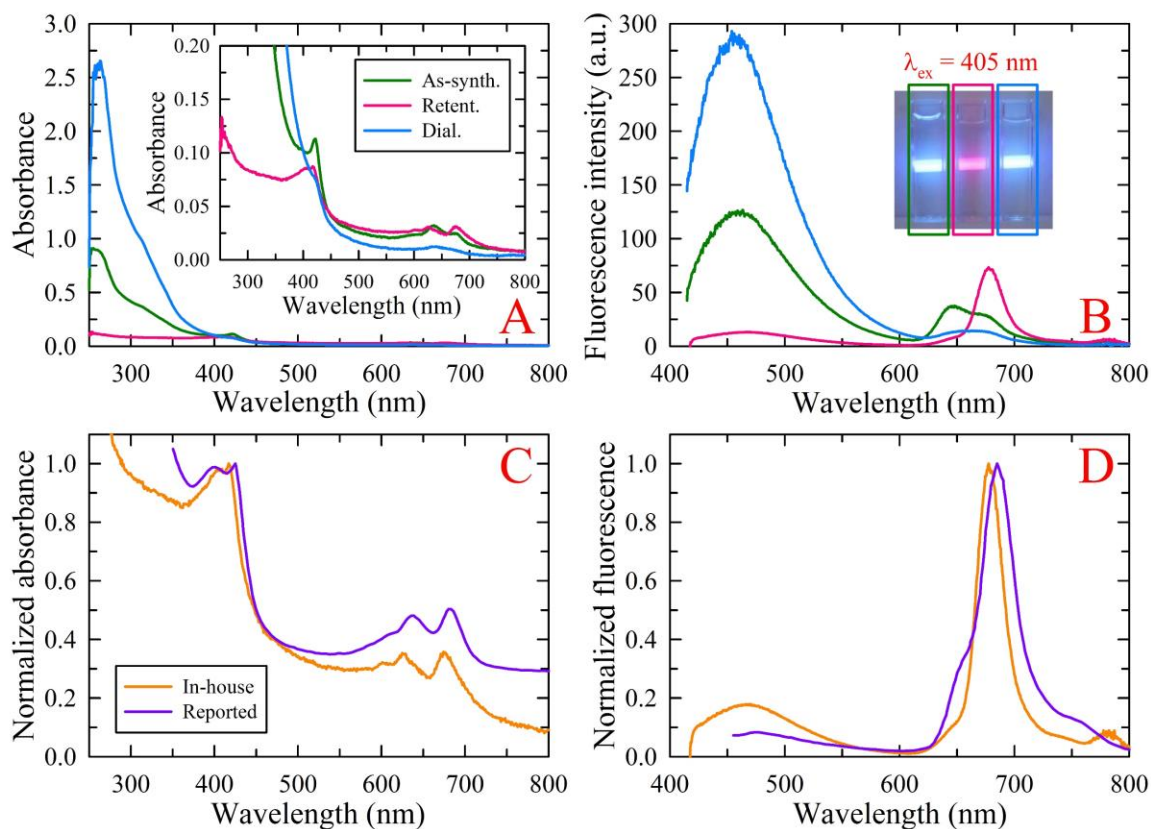 3.0
2.5
2.0
1.5
1.0
0.5
0.0
Absorbance
300 400 500 600 700 800
Wavelength (nm)
A
0.20
0.15
0.10
0.05
0.00
Absorbance
300 400 500 600 700 800
Wavelength (nm)
As-synth.
Retent.
Dial.
300
250
200
150
100
50
0
Fluorescence intensity (a.u.)
400 500 600 700 800
Wavelength (nm)
λex = 405 nm
B
1.0
0.8
0.6
0.4
0.2
0.0
Normalized absorbance
300 400 500 600 700 800
Wavelength (nm)
C
In-house
Reported
1.0
0.8
0.6
0.4
0.2
0.0
Normalized fluorescence
400 500 600 700 800
Wavelength (nm)
D